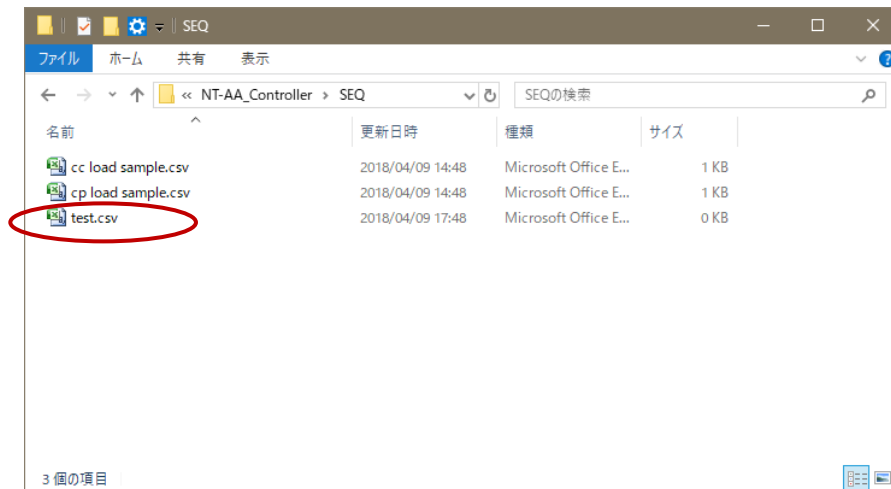 SEQ
ファイル ホーム 共有 表示
« NT-AA_Controller › SEQ SEQの検索
名前 更新日時 種類 サイズ
cc load sample.csv 2018/04/09 14:48 Microsoft Office E... 1 KB
cp load sample.csv 2018/04/09 14:48 Microsoft Office E... 1 KB
test.csv 2018/04/09 17:48 Microsoft Office E... 0 KB
3 個の項目